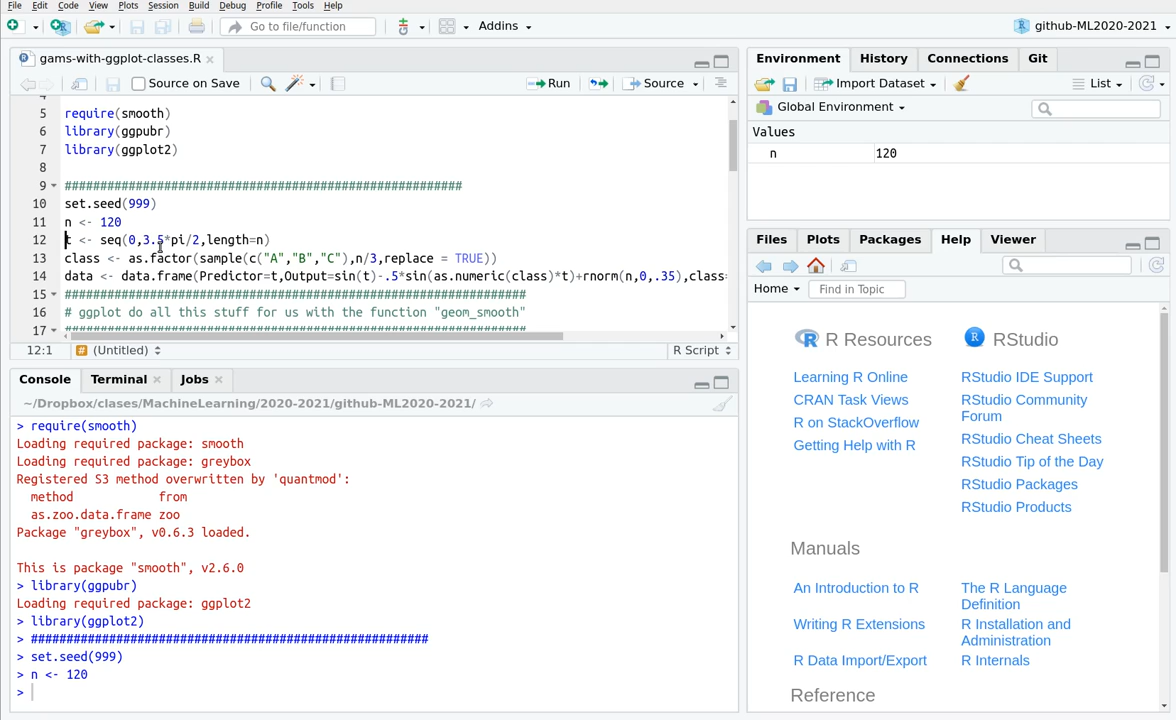 File Edit Code View Plots Session Build Debug Profile Tools Help
Go to file/function
Addins
github-ML2020-2021
gams-with-ggplot-classes.R
Source on Save
Run
Source
5 require(smooth)
6 library(ggpubr)
7 library(ggplot2)
8
9 ########################################################
10 set.seed(999)
11 n <- 120
12 t <- seq(0,3.5*pi/2,length=n)
13 class <- as.factor(sample(c("A","B","C"),n/3,replace = TRUE))
14 data <- data.frame(Predictor=t,Output=sin(t)-.5*sin(as.numeric(class)*t)+rnorm(n,0,.35),class=
15 #################################################################
16 # ggplot do all this stuff for us with the function "geom_smooth"
17 #################################################################
12:1 # (Untitled) R Script
Console Terminal Jobs
~/Dropbox/clases/MachineLearning/2020-2021/github-ML2020-2021/
> require(smooth)
Loading required package: smooth
Loading required package: greybox
Registered S3 method overwritten by 'quantmod':
method from
as.zoo.data.frame zoo
Package "greybox", v0.6.3 loaded.
This is package "smooth", v2.6.0
> library(ggpubr)
Loading required package: ggplot2
> library(ggplot2)
> ########################################################
> set.seed(999)
> n <- 120
>
Environment History Connections Git
Import Dataset
List
Global Environment
Values
n 120
Files Plots Packages Help Viewer
Home
Find in Topic
R Resources
Learning R Online
CRAN Task Views
R on StackOverflow
Getting Help with R
RStudio
RStudio IDE Support
RStudio Community
Forum
RStudio Cheat Sheets
RStudio Tip of the Day
RStudio Packages
RStudio Products
Manuals
An Introduction to R
Writing R Extensions
R Data Import/Export
The R Language
Definition
R Installation and
Administration
R Internals
Reference